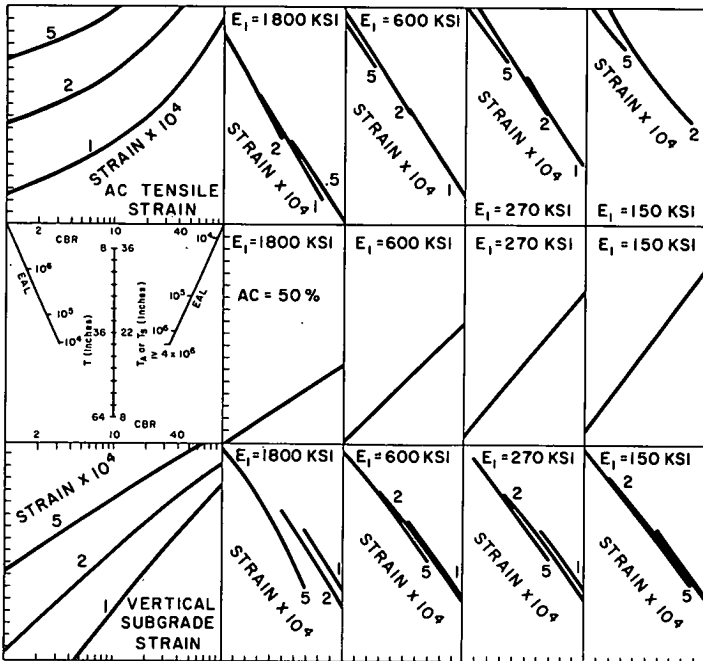 5
2
1
STRAIN × 10⁴
AC TENSILE
STRAIN
E₁=1800 KSI
STRAIN × 10⁴
2
1
.5
E₁=600 KSI
5
2
1
STRAIN × 10⁴
5
2
1
STRAIN × 10⁴
E₁=270 KSI
5
2
STRAIN × 10⁴
E₁=150 KSI
2
CBR
40
10⁴
8
36
10⁶
EAL
10⁵
10⁴
T (Inches)
36
22
T_A or T_S (Inches)
10⁵
EAL
10⁶
≥ 4 × 10⁶
64
8
CBR
2
10
40
E₁=1800 KSI
AC = 50 %
E₁=600 KSI
E₁=270 KSI
E₁=150 KSI
STRAIN × 10⁴
5
2
1
VERTICAL
SUBGRADE
STRAIN
2
10
40
E₁=1800 KSI
1
5
2
STRAIN × 10⁴
E₁=600 KSI
2
5
1
STRAIN × 10⁴
E₁=270 KSI
2
5
1
STRAIN × 10⁴
E₁=150 KSI
2
5
STRAIN × 10⁴